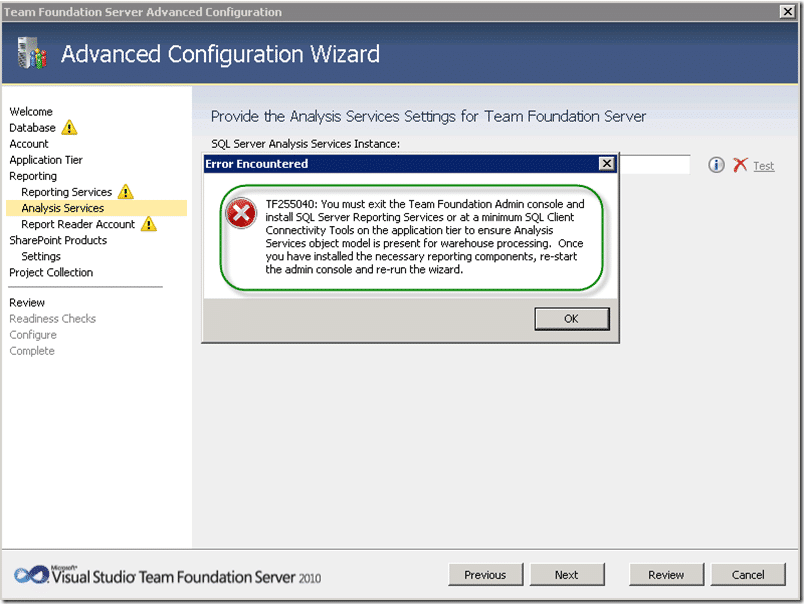 Team Foundation Server Advanced Configuration
Advanced Configuration Wizard
Welcome
Database
Account
Application Tier
Reporting
Reporting Services
Analysis Services
Report Reader Account
SharePoint Products
Settings
Project Collection
Review
Readiness Checks
Configure
Complete
Provide the Analysis Services Settings for Team Foundation Server
SQL Server Analysis Services Instance:
Test
Error Encountered
TF255040: You must exit the Team Foundation Admin console and
install SQL Server Reporting Services or at a minimum SQL Client
Connectivity Tools on the application tier to ensure Analysis
Services object model is present for warehouse processing. Once
you have installed the necessary reporting components, re-start
the admin console and re-run the wizard.
OK
Microsoft®
Visual Studio Team Foundation Server 2010
Previous
Next
Review
Cancel